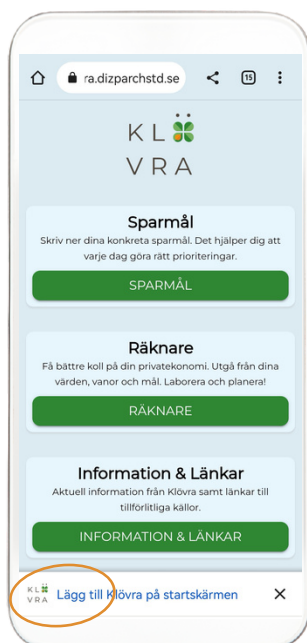 ra.dizparchstd.se 15
KLÖ
VRA
Sparmål
Skriv ner dina konkreta sparmål. Det hjälper dig att
varje dag göra rätt prioriteringar.
SPARMÅL
Räknare
Få bättre koll på din privatekonomi. Utgå från dina
värden, vanor och mål. Laborera och planera!
RÄKNARE
Information & Länkar
Aktuell information från Klövra samt länkar till
tillförlitliga källor.
INFORMATION & LÄNKAR
KLÖ
VRA
Lägg till Klövra på startskärmen